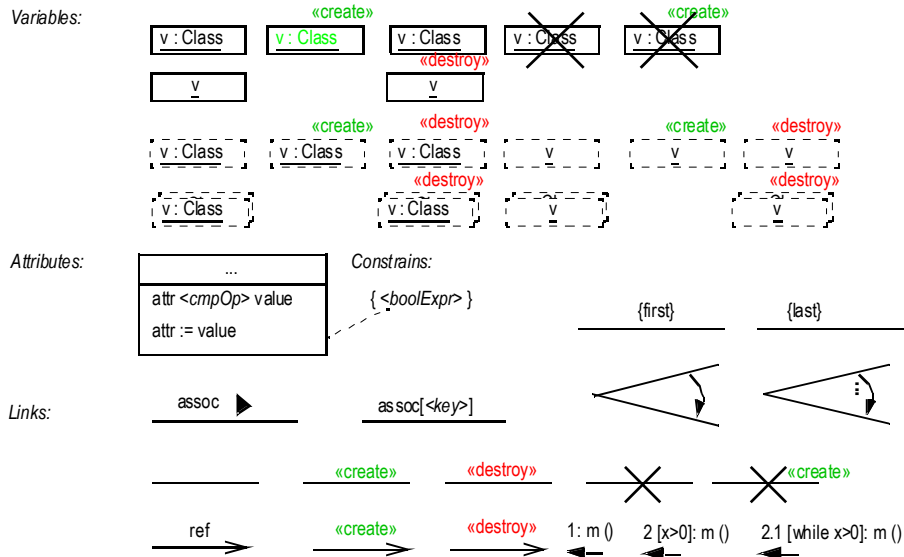 Variables:
«create» «create»
v : Class v : Class v : Class v : Class v : Class
«destroy»
v v
«create» «destroy» «create» «destroy»
v : Class v : Class v : Class v v v
«destroy» «destroy»
v : Class v : Class v v
Attributes: ... Constrains:
attr <cmpOp> value { <boolExpr> }
attr := value
{first} {last}
...
Links: assoc assoc[<key>]
«create» «destroy» «create»
ref «create» «destroy» 1: m () 2 [x>0]: m () 2.1 [while x>0]: m ()